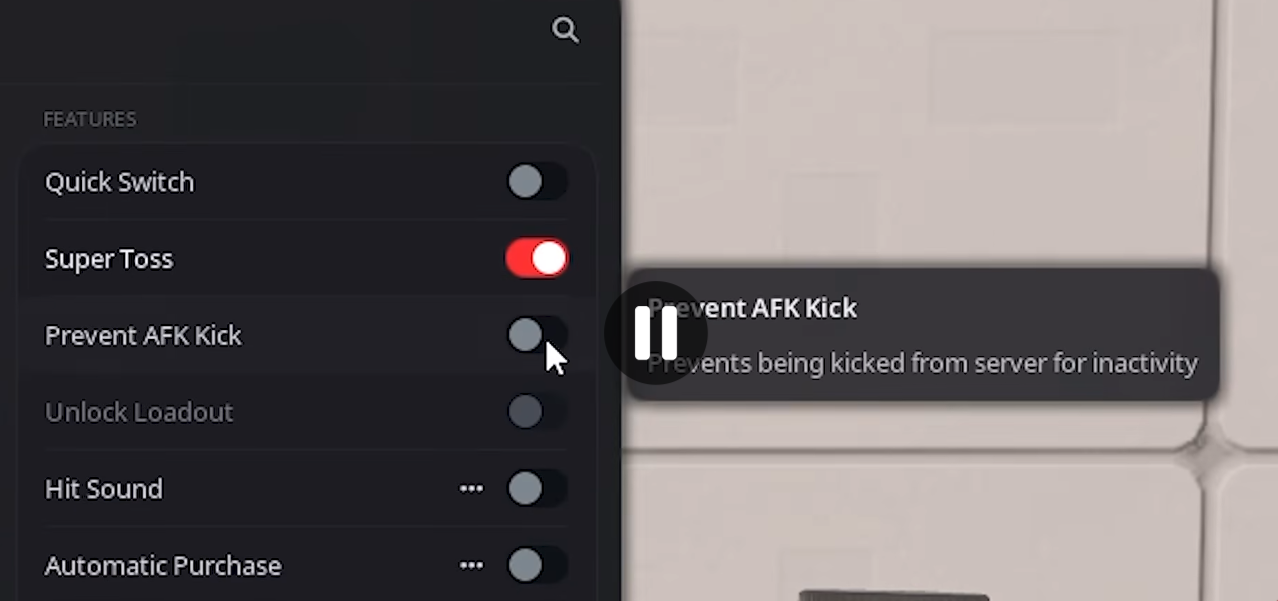 FEATURES
Quick Switch
Super Toss
Prevent AFK Kick
Unlock Loadout
Hit Sound
Automatic Purchase
Prevent AFK Kick
Prevents being kicked from server for inactivity